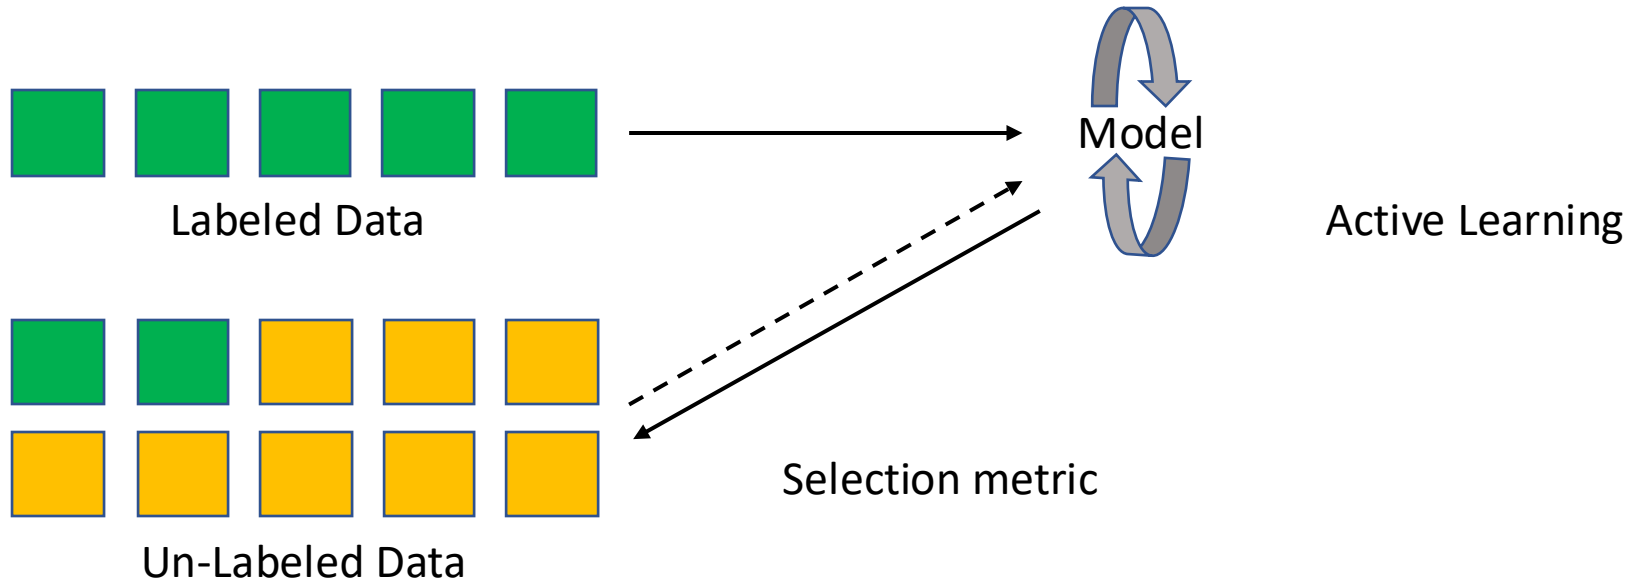 Model
Labeled Data
Active Learning
Selection metric
Un-Labeled Data